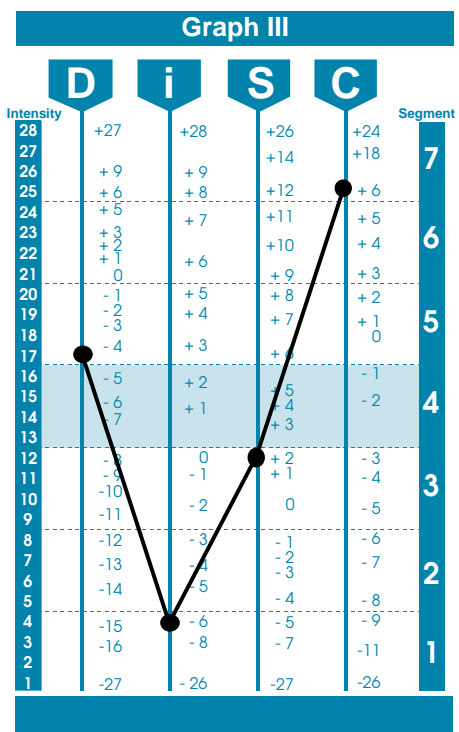 Graph III
D i S C
Intensity Segment
28 +27 +28 +26 +24
27 +14 +18 7
26 + 9 + 9
25 + 6 + 8 +12 + 6
24 + 5 + 7 +11 + 5
23 + 3 6
+ 2 +10 + 4
22 + 1 + 6
21 0 + 9 + 3
20 - 1 + 5 + 8 + 2
19 - 2 + 4 + 7 + 1 5
18 - 3 0
17 - 4 + 3 + 6
16 - 5 + 2 - 1
15 - 6 + 5 - 2
+ 1 + 4 4
14 - 7 + 3
13
12 - 8 0 + 2 - 3
11 - 9 - 1 + 1 - 4
-10 3
10 - 2 0 - 5
9 -11
8 -12 - 3 - 1 - 6
7 -13 - 4 - 2 - 7
- 3 2
6 -14 - 5
5 - 4 - 8
4 -15 - 6 - 5 - 9
3 -16 - 8 - 7 -11 1
2
1 -27 - 26 -27 -26